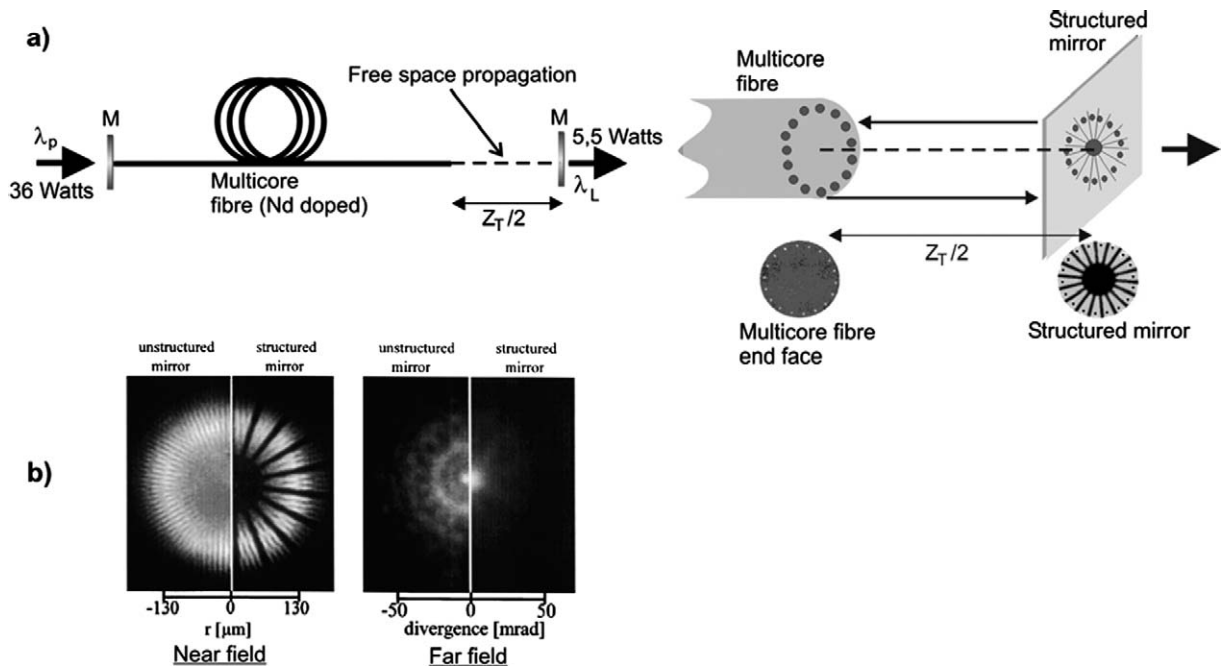 a)
Free space propagation
M
M
λp
36 Watts
5,5 Watts
λL
Multicore
fibre (Nd doped)
ZT /2
Structured
mirror
Multicore
fibre
ZT /2
Multicore fibre
end face
Structured mirror
b)
unstructured
mirror
structured
mirror
unstructured
mirror
structured
mirror
-130 0 130
r [µm]
Near field
-50 0 50
divergence [mrad]
Far field